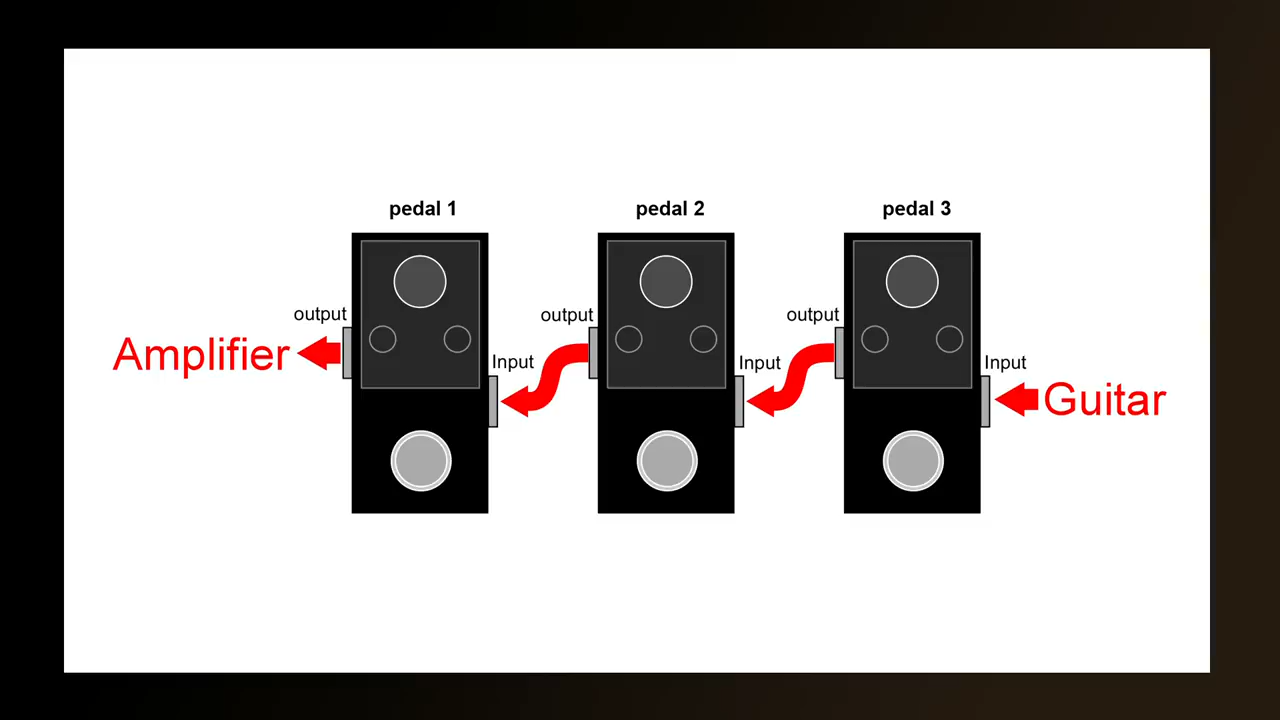 pedal 1
pedal 2
pedal 3
output
output
output
Amplifier
Input
Input
Input
Guitar